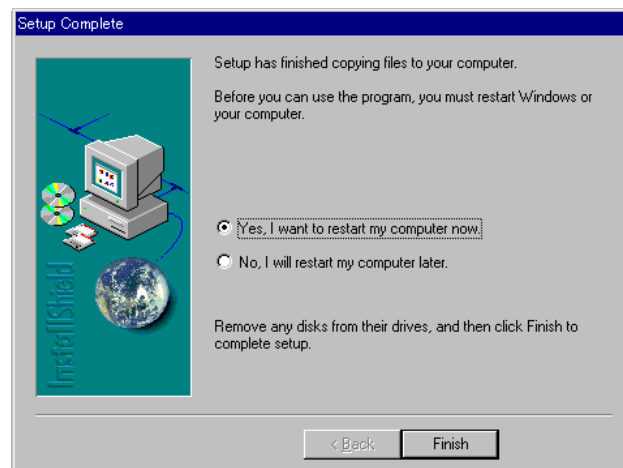 Setup Complete
Setup has finished copying files to your computer.
Before you can use the program, you must restart Windows or
your computer.
Yes, I want to restart my computer now.
No, I will restart my computer later.
Remove any disks from their drives, and then click Finish to
complete setup.
InstallShield
< Back
Finish